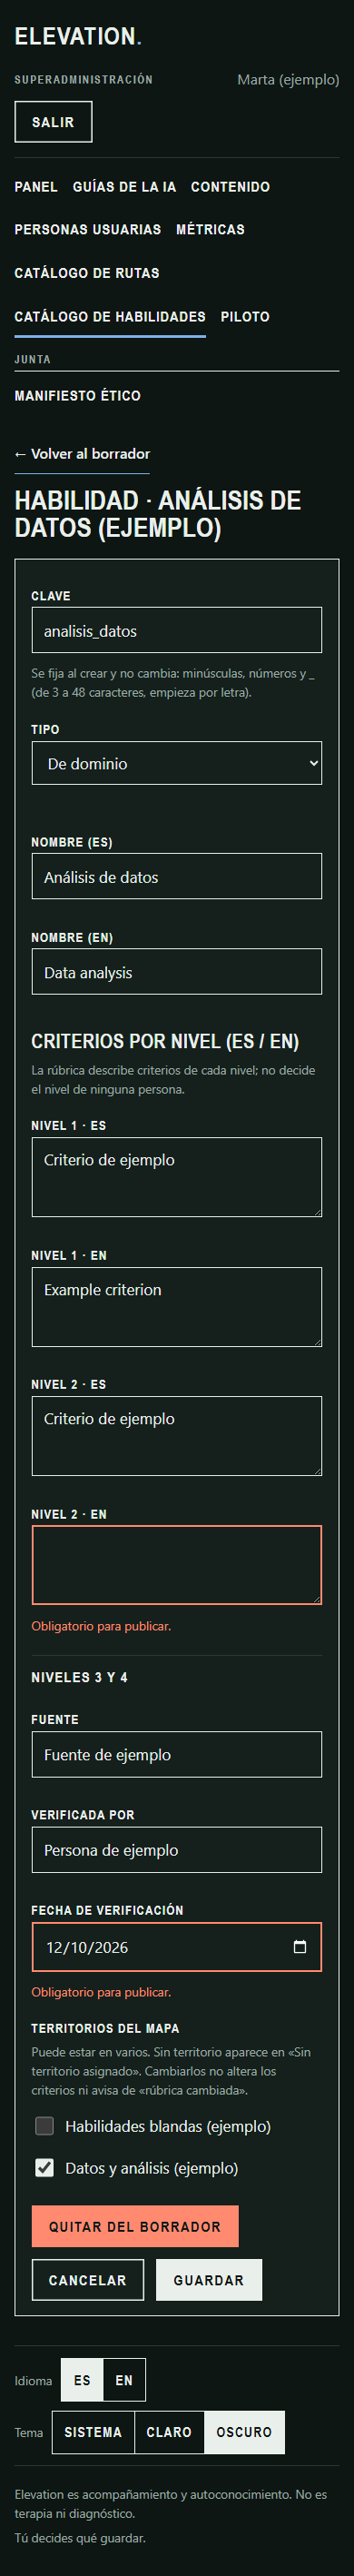 ELEVATION.
SUPERADMINISTRACIÓN
Marta (ejemplo)
SALIR
PANEL GUÍAS DE LA IA CONTENIDO
PERSONAS USUARIAS MÉTRICAS
CATÁLOGO DE RUTAS
CATÁLOGO DE HABILIDADES PILOTO
JUNTA
MANIFIESTO ÉTICO
← Volver al borrador
HABILIDAD · ANÁLISIS DE
DATOS (EJEMPLO)
CLAVE
analisis_datos
Se fija al crear y no cambia: minúsculas, números y _
(de 3 a 48 caracteres, empieza por letra).
TIPO
De dominio
NOMBRE (ES)
Análisis de datos
NOMBRE (EN)
Data analysis
CRITERIOS POR NIVEL (ES / EN)
La rúbrica describe criterios de cada nivel; no decide
el nivel de ninguna persona.
NIVEL 1 · ES
Criterio de ejemplo
NIVEL 1 · EN
Example criterion
NIVEL 2 · ES
Criterio de ejemplo
NIVEL 2 · EN
Obligatorio para publicar.
NIVELES 3 Y 4
FUENTE
Fuente de ejemplo
VERIFICADA POR
Persona de ejemplo
FECHA DE VERIFICACIÓN
12/10/2026
Obligatorio para publicar.
TERRITORIOS DEL MAPA
Puede estar en varios. Sin territorio aparece en «Sin
territorio asignado». Cambiarlos no altera los
criterios ni avisa de «rúbrica cambiada».
Habilidades blandas (ejemplo)
Datos y análisis (ejemplo)
QUITAR DEL BORRADOR
CANCELAR
GUARDAR
Idioma ES EN
Tema SISTEMA CLARO OSCURO
Elevation es acompañamiento y autoconocimiento. No es
terapia ni diagnóstico.
Tú decides qué guardar.